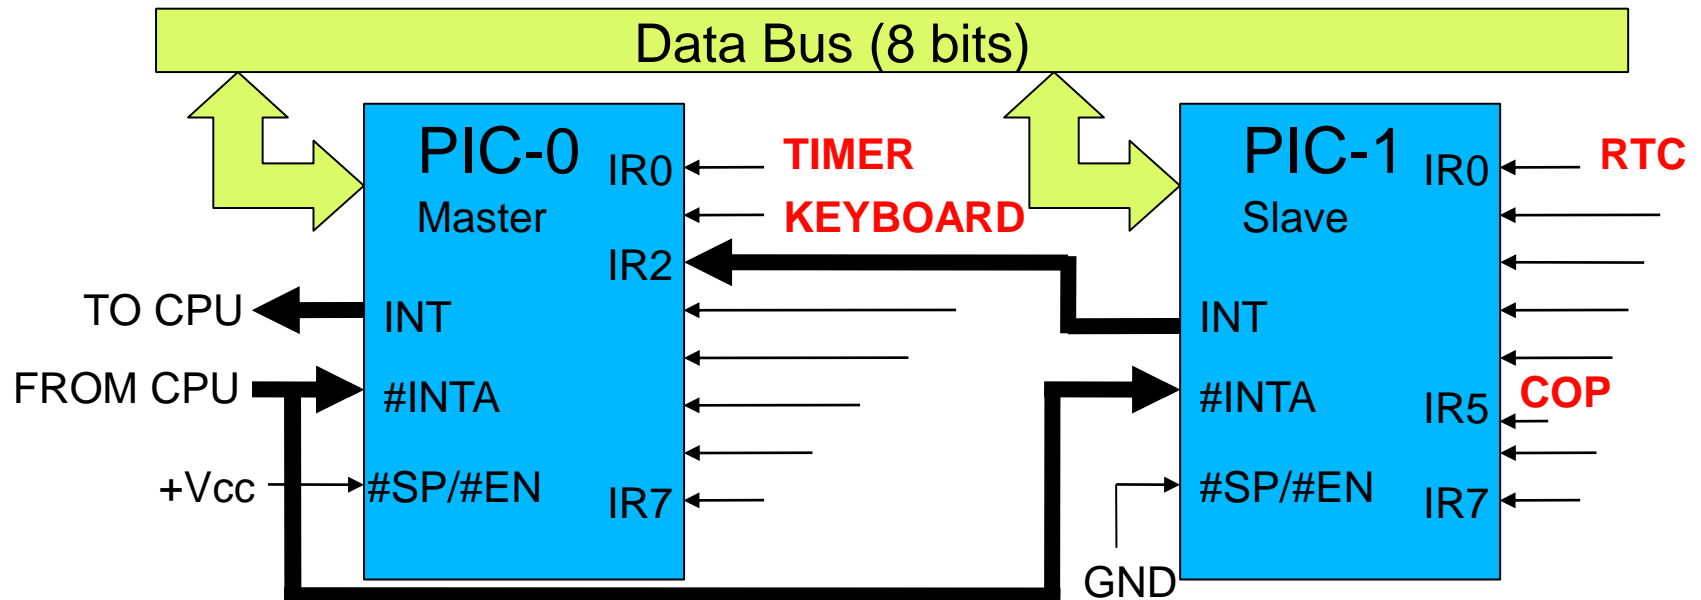 Data Bus (8 bits)
PIC-0
Master
IR0
TIMER
KEYBOARD
IR2
TO CPU
INT
FROM CPU
#INTA
+Vcc
#SP/#EN
IR7
PIC-1
Slave
IR0
RTC
INT
#INTA
COP
IR5
#SP/#EN
IR7
GND